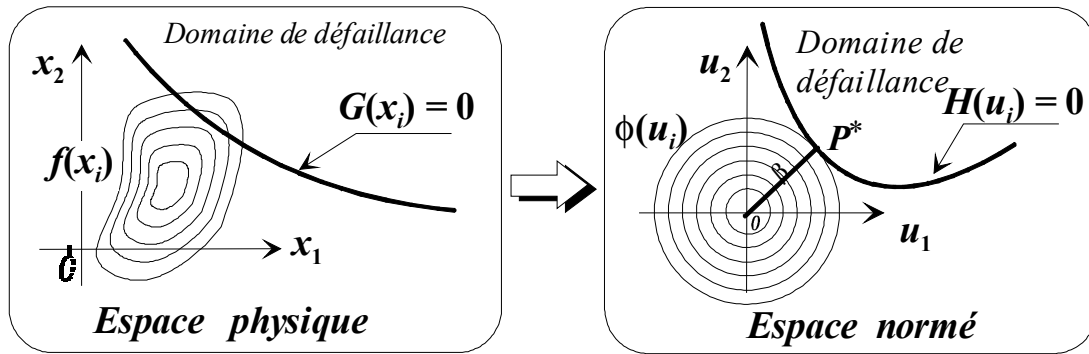 Domaine de défaillance
x₂
G(xᵢ) = 0
f(xᵢ)
x₁
Espace physique
Domaine de
défaillance
u₂
H(uᵢ) = 0
ϕ(uᵢ)
P*
β
0
u₁
Espace normé